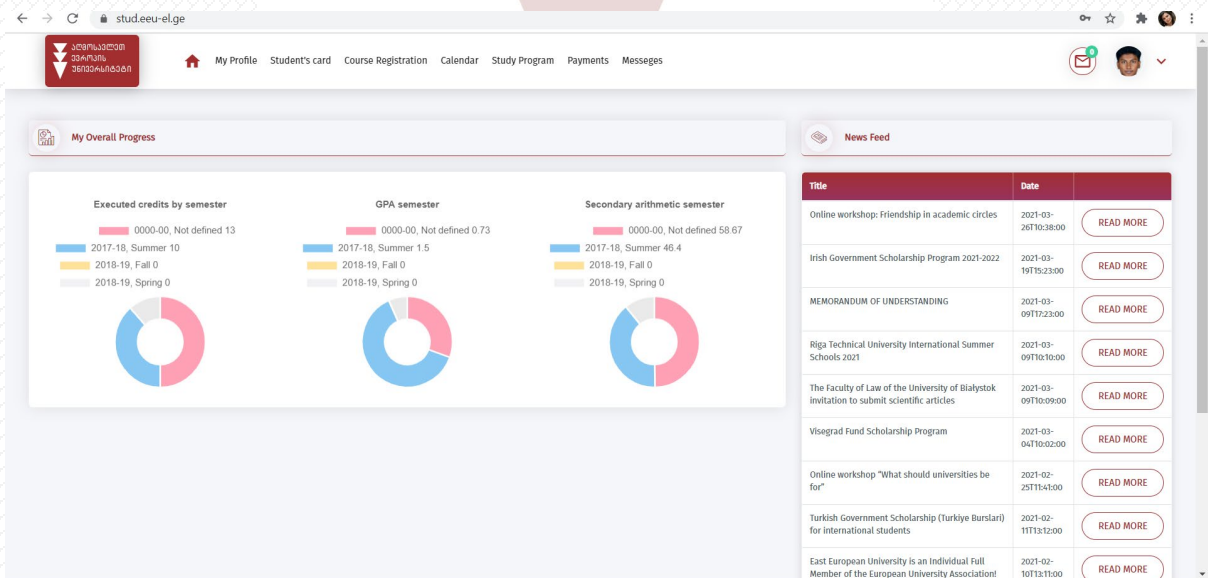 stud.eeu-el.ge
აღმოსავლეთ
ევროპის
უნივერსიტეტი
My Profile Student's card Course Registration Calendar Study Program Payments Messeges
0
My Overall Progress
Executed credits by semester
0000-00, Not defined 13
2017-18, Summer 10
2018-19, Fall 0
2018-19, Spring 0
GPA semester
0000-00, Not defined 0.73
2017-18, Summer 1.5
2018-19, Fall 0
2018-19, Spring 0
Secondary arithmetic semester
0000-00, Not defined 58.67
2017-18, Summer 46.4
2018-19, Fall 0
2018-19, Spring 0
News Feed
Title Date
Online workshop: Friendship in academic circles
2021-03-
26T10:38:00
READ MORE
Irish Government Scholarship Program 2021-2022
2021-03-
19T15:23:00
READ MORE
MEMORANDUM OF UNDERSTANDING
2021-03-
09T17:23:00
READ MORE
Riga Technical University International Summer
Schools 2021
2021-03-
09T10:10:00
READ MORE
The Faculty of Law of the University of Białystok
invitation to submit scientific articles
2021-03-
09T10:09:00
READ MORE
Visegrad Fund Scholarship Program
2021-03-
04T10:02:00
READ MORE
Online workshop "What should universities be
for"
2021-02-
25T11:41:00
READ MORE
Turkish Government Scholarship (Turkiye Burslari)
for international students
2021-02-
11T13:12:00
READ MORE
East European University is an Individual Full
Member of the European University Association!
2021-02-
10T13:11:00
READ MORE